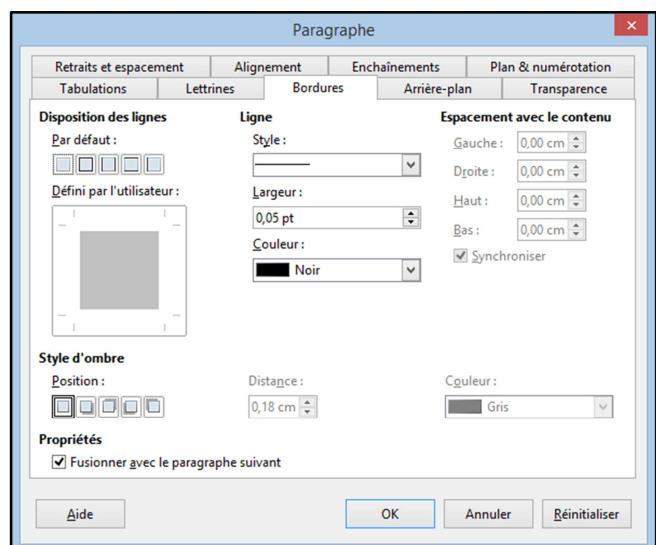 Paragraphe
Retraits et espacement Alignement Enchaînements Plan & numérotation
Tabulations Lettrines Bordures Arrière-plan Transparence
Disposition des lignes Ligne Espacement avec le contenu
Par défaut : Style : Gauche : 0,00 cm
Droite : 0,00 cm
Défini par l'utilisateur : Largeur : Haut : 0,00 cm
0,05 pt Bas : 0,00 cm
Couleur : Synchroniser
Noir
Style d'ombre
Position : Distance : Couleur :
0,18 cm Gris
Propriétés
Fusionner avec le paragraphe suivant
Aide OK Annuler Réinitialiser